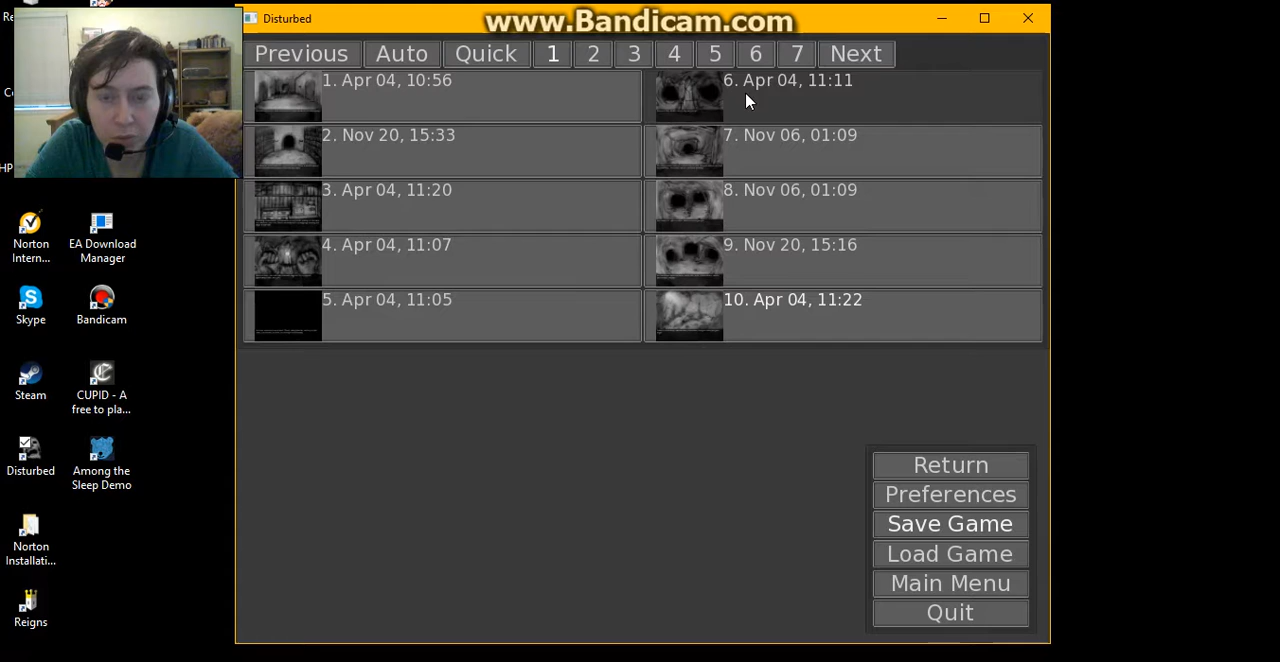 Disturbed
www.Bandicam.com
Previous Auto Quick 1 2 3 4 5 6 7 Next
1. Apr 04, 10:56
2. Nov 20, 15:33
3. Apr 04, 11:20
4. Apr 04, 11:07
5. Apr 04, 11:05
6. Apr 04, 11:11
7. Nov 06, 01:09
8. Nov 06, 01:09
9. Nov 20, 15:16
10. Apr 04, 11:22
Return
Preferences
Save Game
Load Game
Main Menu
Quit
HP
Norton
Intern...
EA Download
Manager
Skype
Bandicam
Steam
CUPID - A
free to pla...
Disturbed
Among the
Sleep Demo
Norton
Installati...
Reigns